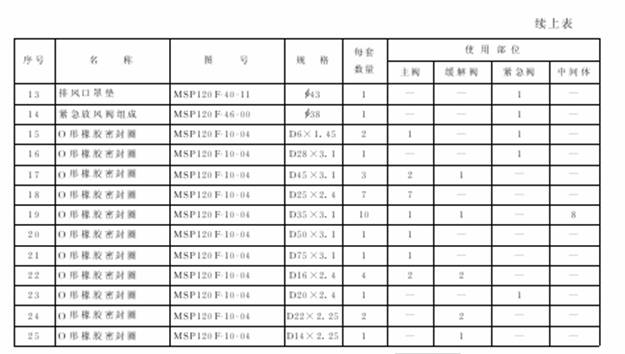 续上表
序号 名 称 图 号 规 格 每套数量 使 用 部 位
主阀 缓解阀 紧急阀 中间体
13 排风口罩垫 MSP120F-40-11 ∮43 1 — — 1 —
14 紧急放风阀组成 MSP120F-46-00 ∮38 1 — — 1 —
15 O形橡胶密封圈 MSP120F-10-04 D6×1.45 2 1 — 1 —
16 O形橡胶密封圈 MSP120F-10-04 D28×3.1 1 — — 1 —
17 O形橡胶密封圈 MSP120F-10-04 D45×3.1 3 2 1 — —
18 O形橡胶密封圈 MSP120F-10-04 D25×2.4 7 7 — — —
19 O形橡胶密封圈 MSP120F-10-04 D35×3.1 10 1 1 — 8
20 O形橡胶密封圈 MSP120F-10-04 D50×3.1 1 1 — — —
21 O形橡胶密封圈 MSP120F-10-04 D75×3.1 1 1 — — —
22 O形橡胶密封圈 MSP120F-10-04 D16×2.4 4 2 2 — —
23 O形橡胶密封圈 MSP120F-10-04 D20×2.4 1 — — 1 —
24 O形橡胶密封圈 MSP120F-10-04 D22×2.25 2 — 2 — —
25 O形橡胶密封圈 MSP120F-10-04 D14×2.25 1 — 1 — —